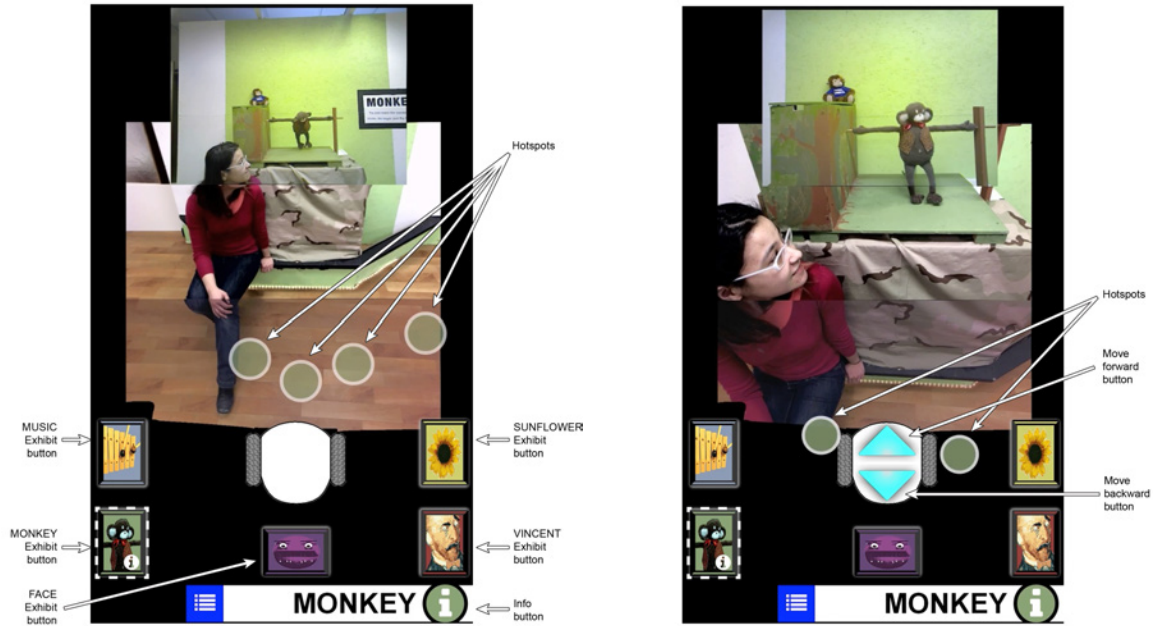 MONKE
Hotspots
MUSIC
Exhibit
button
SUNFLOWER
Exhibit
button
MONKEY
Exhibit
button
VINCENT
Exhibit
button
FACE
Exhibit
button
i
MONKEY
i
Info
button
Hotspots
Move
forward
button
Move
backward
button
i
MONKEY
i